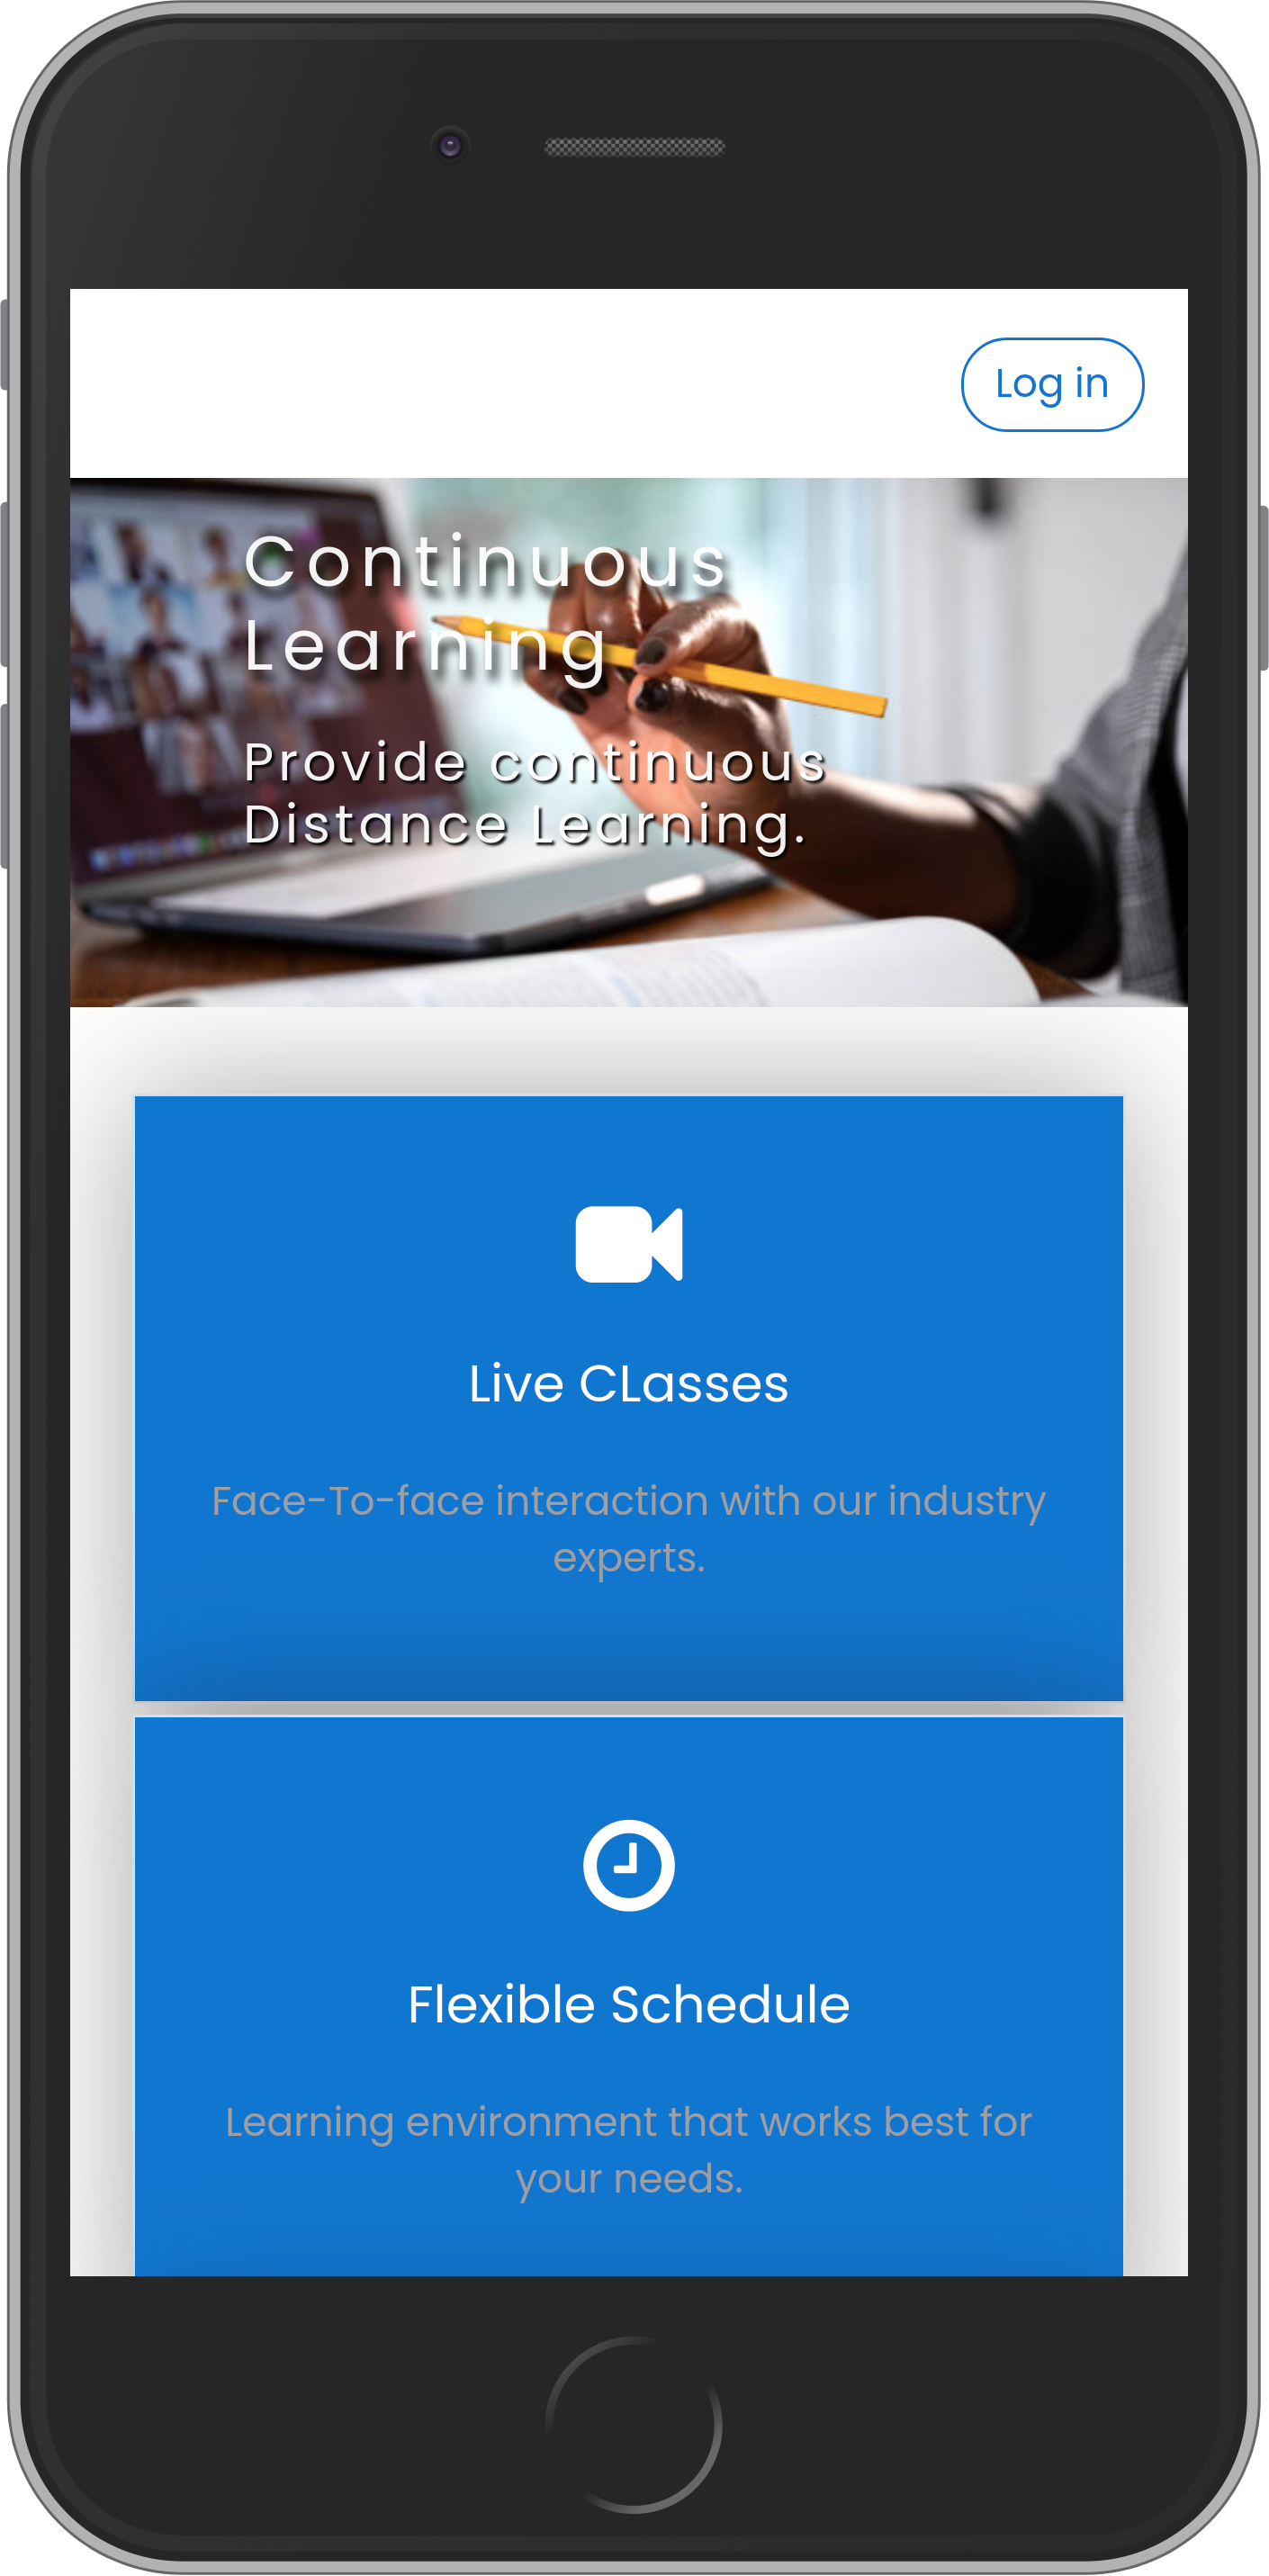 Log in
Continuous
Learning
Provide continuous
Distance Learning.
Live CLasses
Face-To-face interaction with our industry
experts.
Flexible Schedule
Learning environment that works best for
your needs.